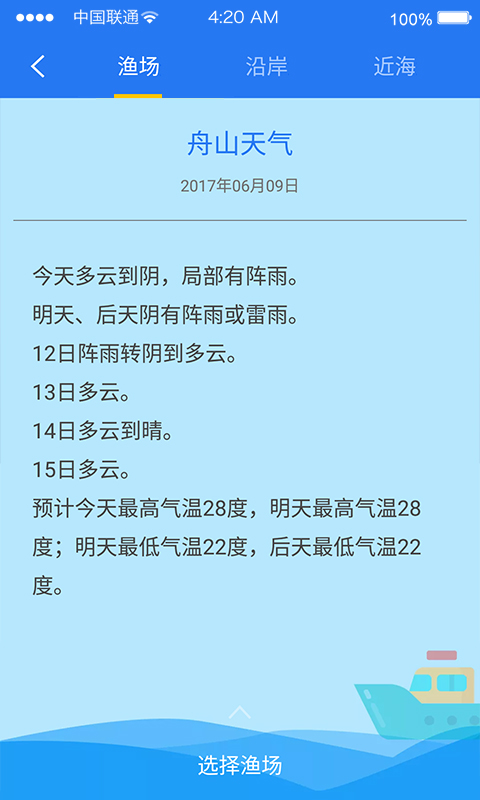 中国联通 4:20 AM 100%
渔场 沿岸 近海
舟山天气
2017年06月09日
今天多云到阴，局部有阵雨。
明天、后天阴有阵雨或雷雨。
12日阵雨转阴到多云。
13日多云。
14日多云到晴。
15日多云。
预计今天最高气温28度，明天最高气温28
度；明天最低气温22度，后天最低气温22
度。
选择渔场